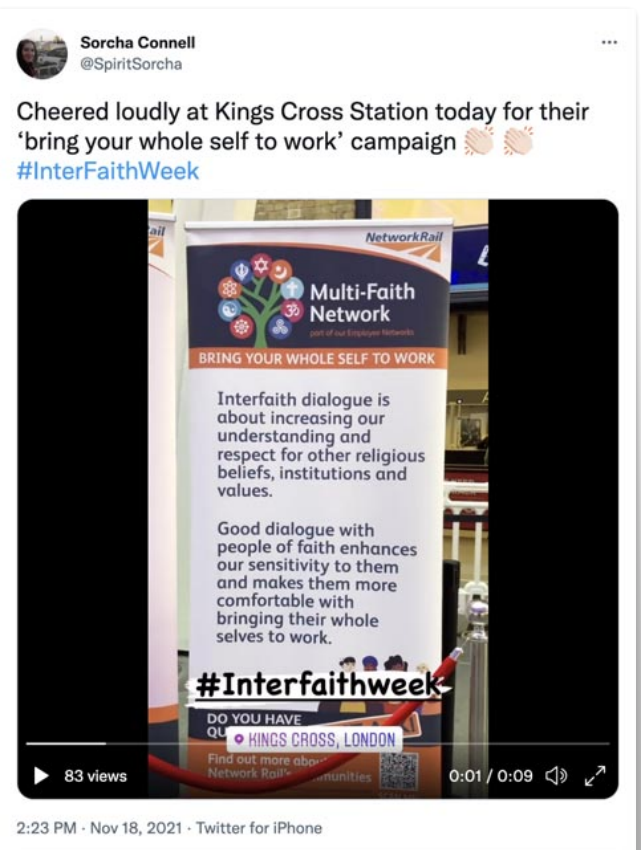 Sorcha Connell
@SpiritSorcha
Cheered loudly at Kings Cross Station today for their
‘bring your whole self to work’ campaign 👏🏻 👏🏻
#InterFaithWeek
ail
NetworkRail
Multi-Faith
Network
part of our Employee Networks
BRING YOUR WHOLE SELF TO WORK
Interfaith dialogue is
about increasing our
understanding and
respect for other religious
beliefs, institutions and
values.
Good dialogue with
people of faith enhances
our sensitivity to them
and makes them more
comfortable with
bringing their whole
selves to work.
#Interfaithweek
DO YOU HAVE
QU
KINGS CROSS, LONDON
Find out more abou
Network Rail's munities
83 views
0:01 / 0:09
2:23 PM · Nov 18, 2021 · Twitter for iPhone